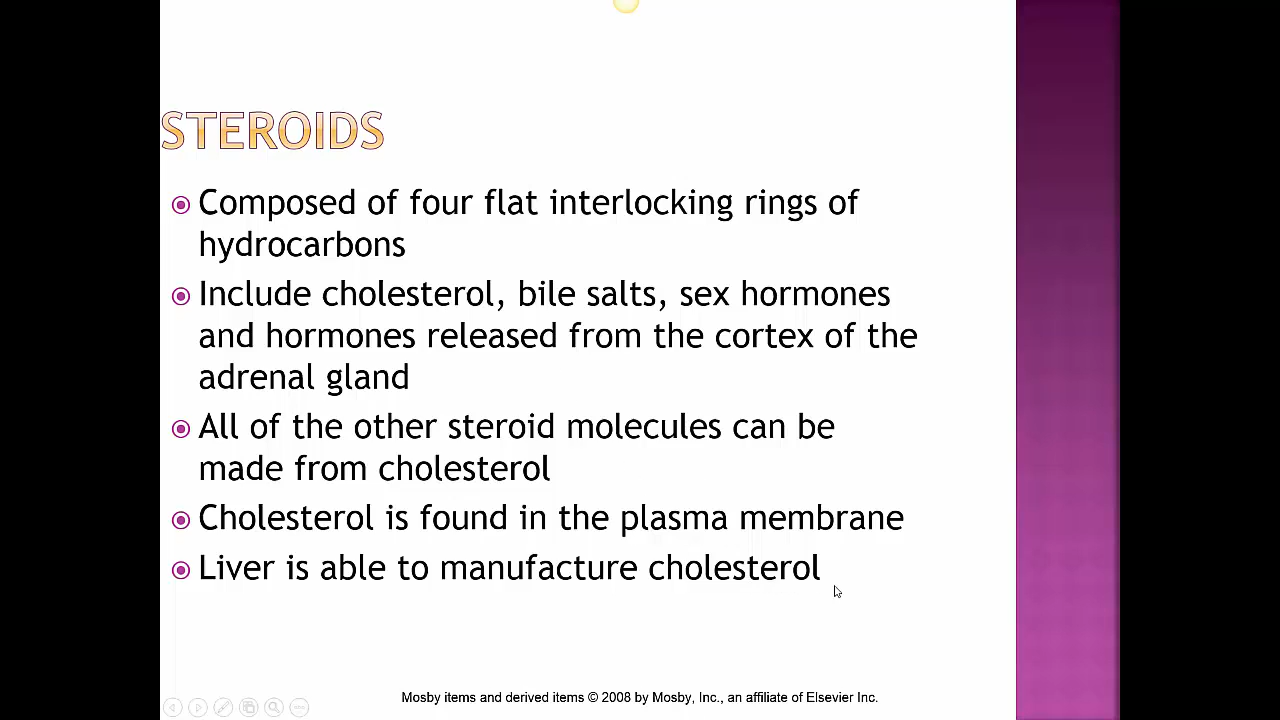 STEROIDS
Composed of four flat interlocking rings of
hydrocarbons
Include cholesterol, bile salts, sex hormones
and hormones released from the cortex of the
adrenal gland
All of the other steroid molecules can be
made from cholesterol
Cholesterol is found in the plasma membrane
Liver is able to manufacture cholesterol
Mosby items and derived items © 2008 by Mosby, Inc., an affiliate of Elsevier Inc.